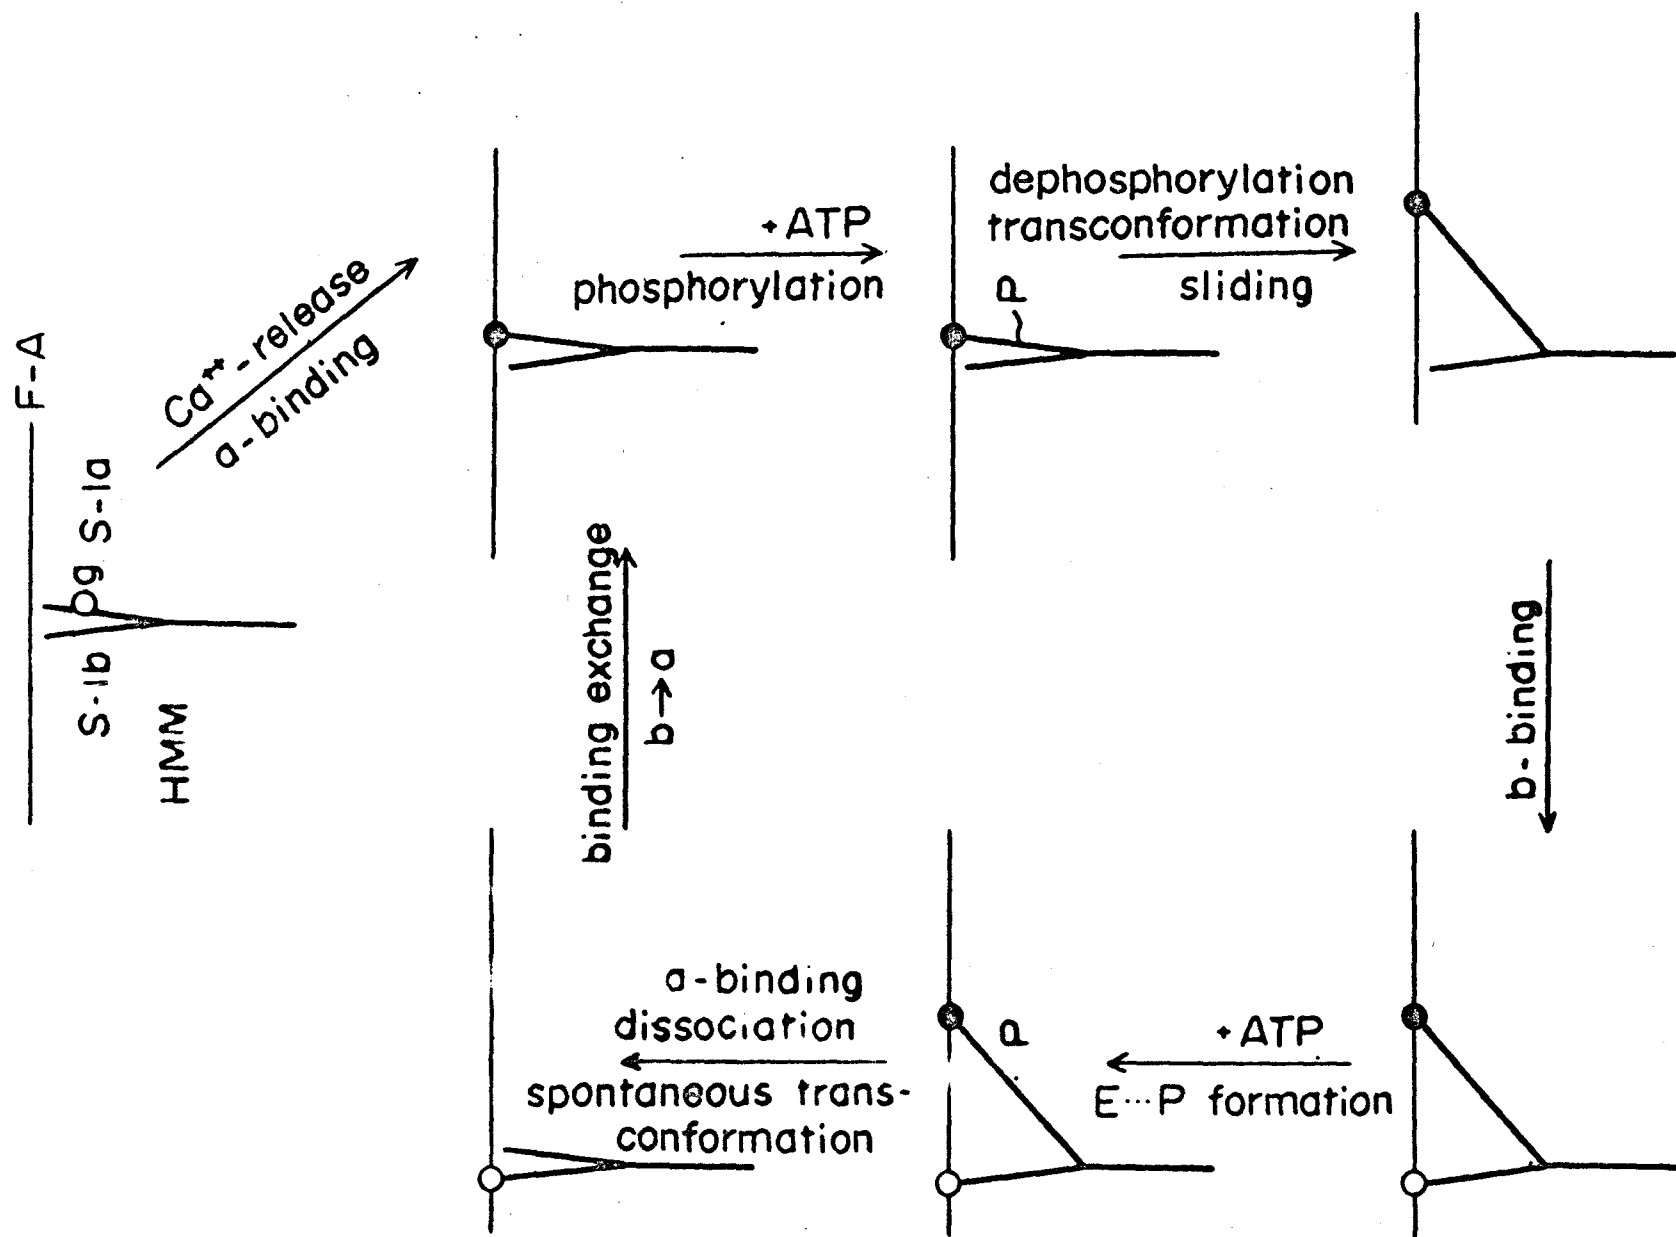 F-A
S-1a
g
S-1b
HMM
Ca⁺⁺-release
a-binding
+ATP
phosphorylation
P
dephosphorylation
transconformation
sliding
b-binding
+ATP
E···P formation
P
a-binding
dissociation
spontaneous trans-
conformation
binding exchange
b→a